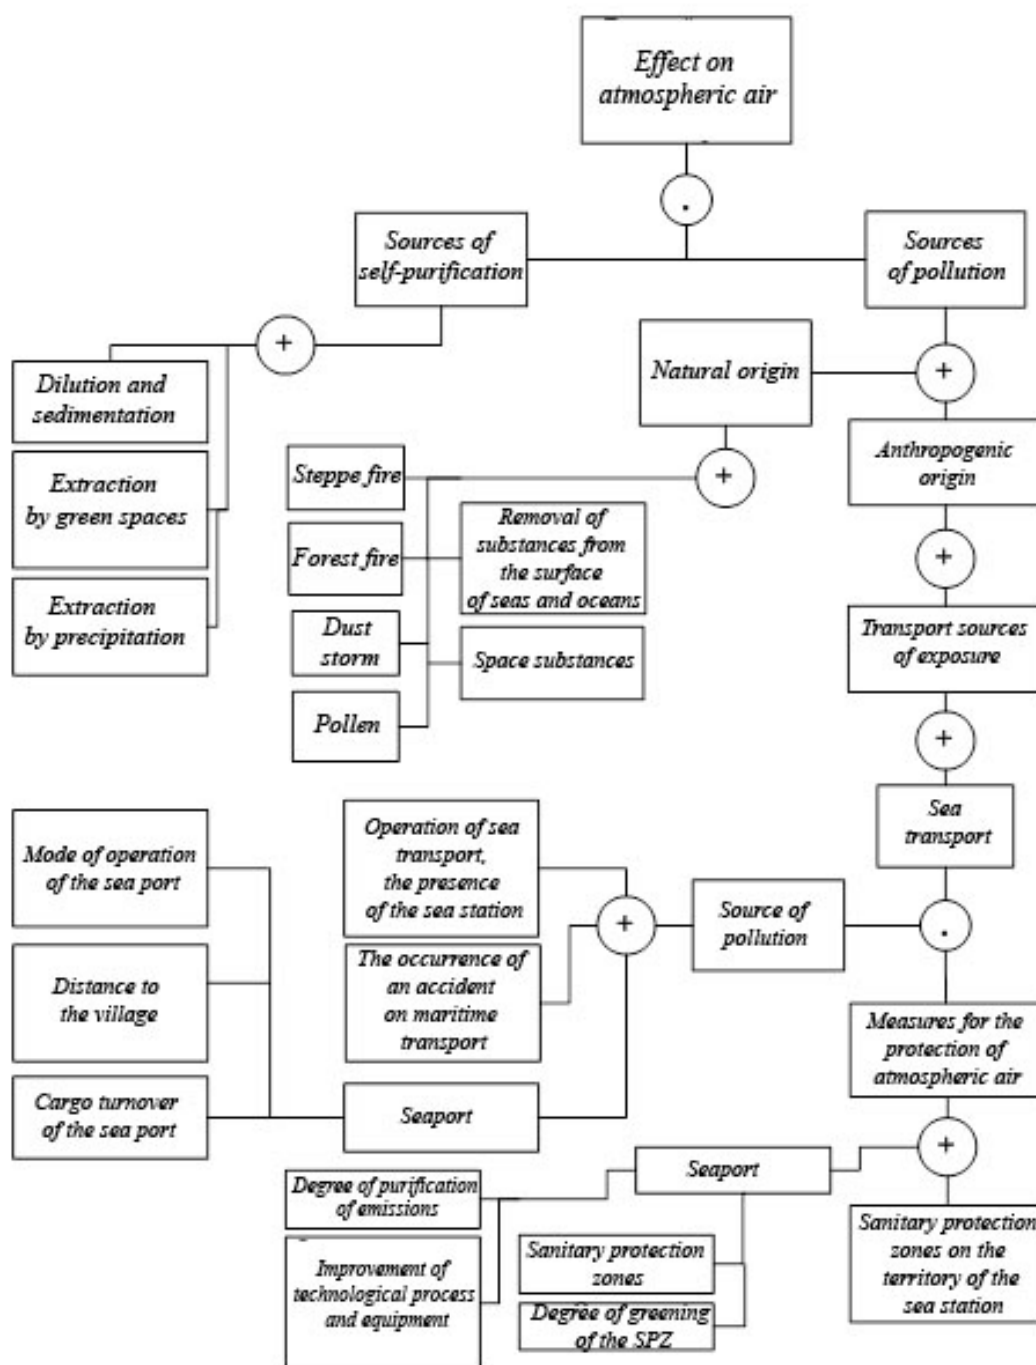 Effect on
atmospheric air
.
Sources of
self-purification
Sources
of pollution
+
Natural origin
+
Dilution and
sedimentation
Anthropogenic
origin
Extraction
by green spaces
Steppe fire
+
Removal of
substances from
the surface
of seas and oceans
Forest fire
+
Extraction
by precipitation
Dust
storm
Space substances
Transport sources
of exposure
Pollen
+
Sea
transport
Mode of operation
of the sea port
Operation of sea
transport,
the presence
of the sea station
+
Source of
pollution
.
Distance to
the village
The occurrence of
an accident
on maritime
transport
Measures for the
protection of
atmospheric air
Cargo turnover
of the sea port
Seaport
+
Seaport
Degree of purification
of emissions
Sanitary protection
zones on the
territory of the
sea station
Improvement of
technological process
and equipment
Sanitary protection
zones
Degree of greening
of the SPZ